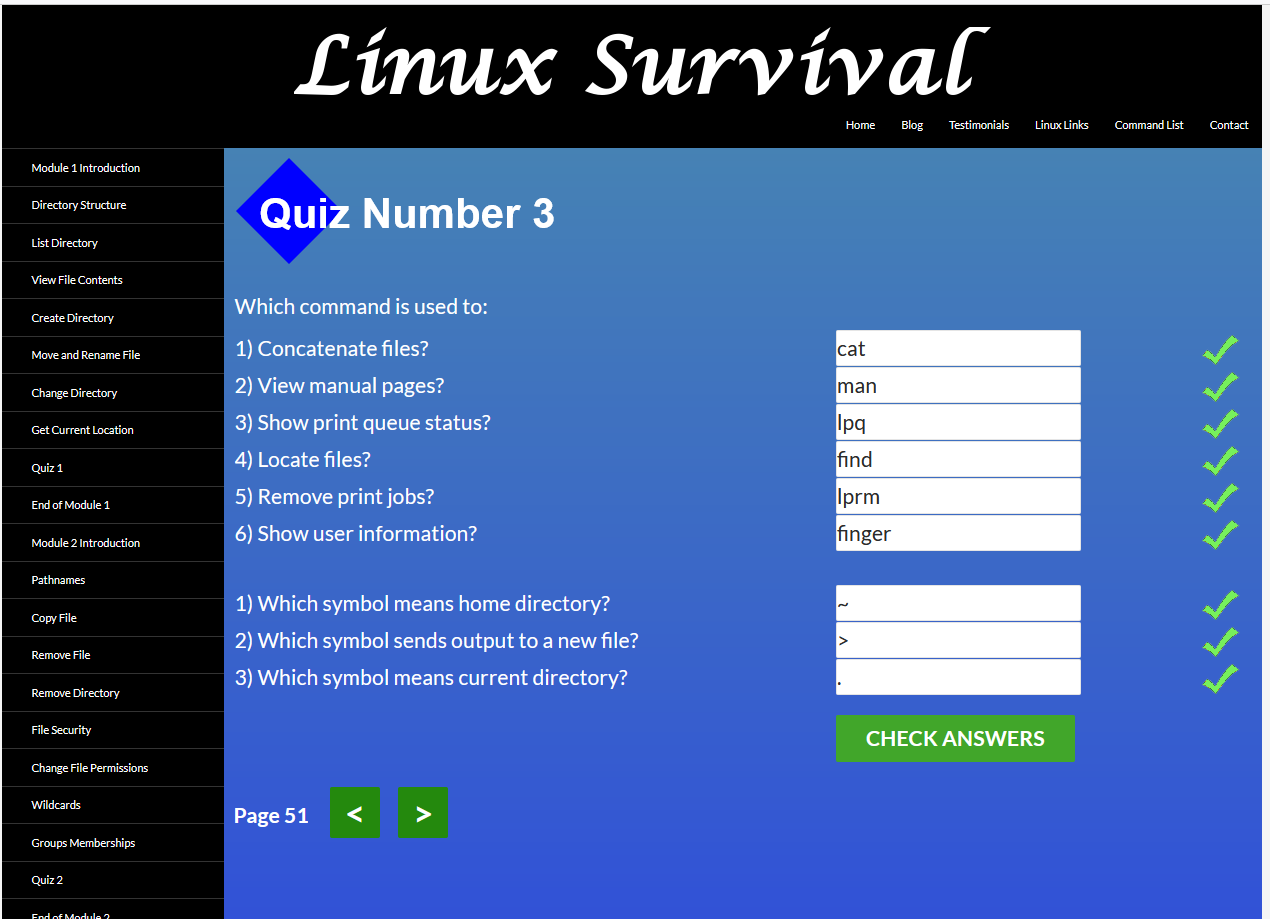 Linux Survival
Home Blog Testimonials Linux Links Command List Contact
Module 1 Introduction
Directory Structure
List Directory
View File Contents
Create Directory
Move and Rename File
Change Directory
Get Current Location
Quiz 1
End of Module 1
Module 2 Introduction
Pathnames
Copy File
Remove File
Remove Directory
File Security
Change File Permissions
Wildcards
Groups Memberships
Quiz 2
End of Module 2
Quiz Number 3
Which command is used to:
1) Concatenate files? cat
2) View manual pages? man
3) Show print queue status? lpq
4) Locate files? find
5) Remove print jobs? lprm
6) Show user information? finger
1) Which symbol means home directory? ~
2) Which symbol sends output to a new file? >
3) Which symbol means current directory? .
CHECK ANSWERS
Page 51 < >